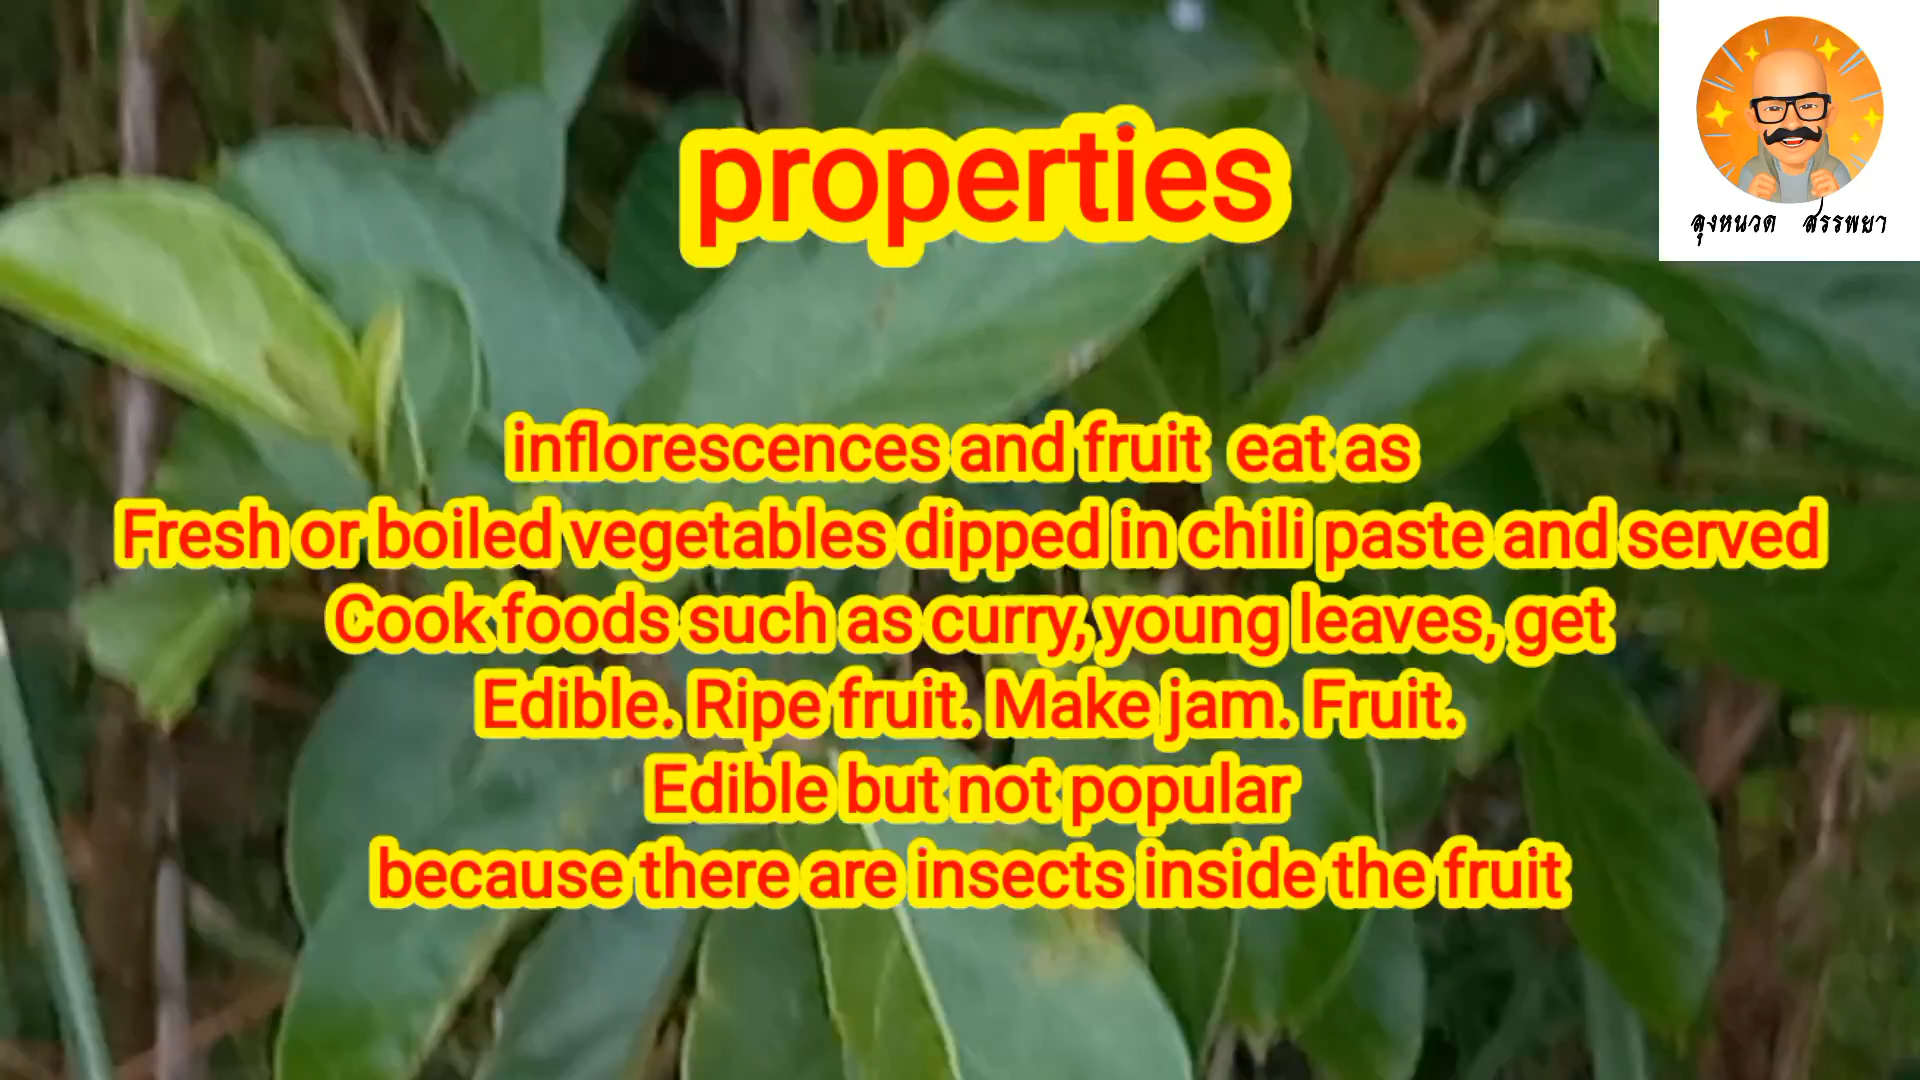 properties
ลุงหนวด สรรพยา
inflorescences and fruit eat as
Fresh or boiled vegetables dipped in chili paste and served
Cook foods such as curry, young leaves, get
Edible. Ripe fruit. Make jam. Fruit.
Edible but not popular
because there are insects inside the fruit